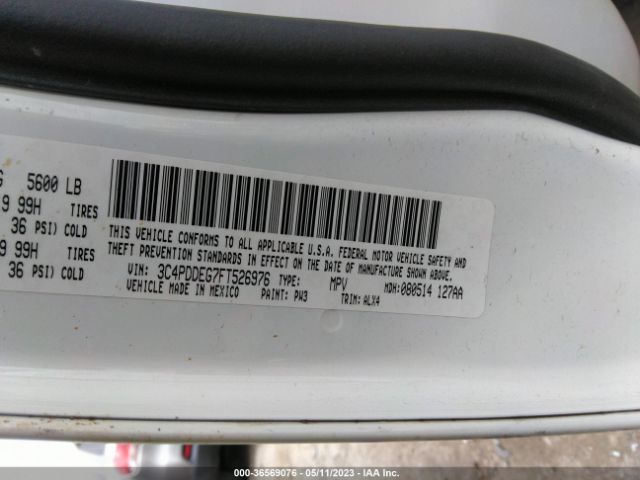 G 5600 LB
9 99H TIRES
36 PSI) COLD
9 99H TIRES
36 PSI) COLD
THIS VEHICLE CONFORMS TO ALL APPLICABLE U.S.A. FEDERAL MOTOR VEHICLE SAFETY AND
THEFT PREVENTION STANDARDS IN EFFECT ON THE DATE OF MANUFACTURE SHOWN ABOVE.
VIN: 3C4PDDEG7FT526976 TYPE: MPV MDH: 080514 127AA
VEHICLE MADE IN MEXICO PAINT: PW3 TRIM: ALX4
000-36569076 - 05/11/2023 - IAA Inc.